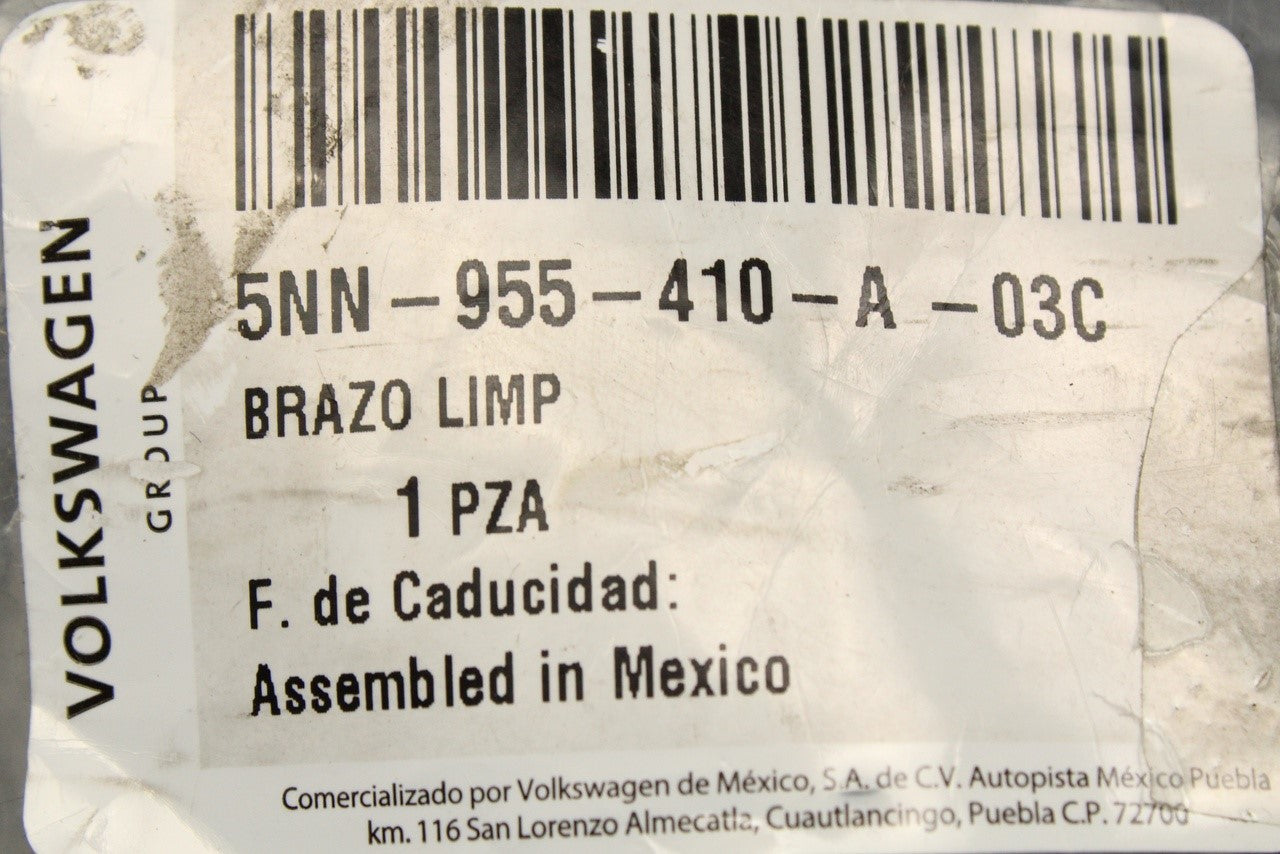 VOLKSWAGEN
GROUP
5NN-955-410-A -03C
BRAZO LIMP
1 PZA
F. de Caducidad:
Assembled in Mexico
Comercializado por Volkswagen de México, S.A. de C.V. Autopista México Puebla
km. 116 San Lorenzo Almecatla, Cuautlancingo, Puebla C.P. 72700